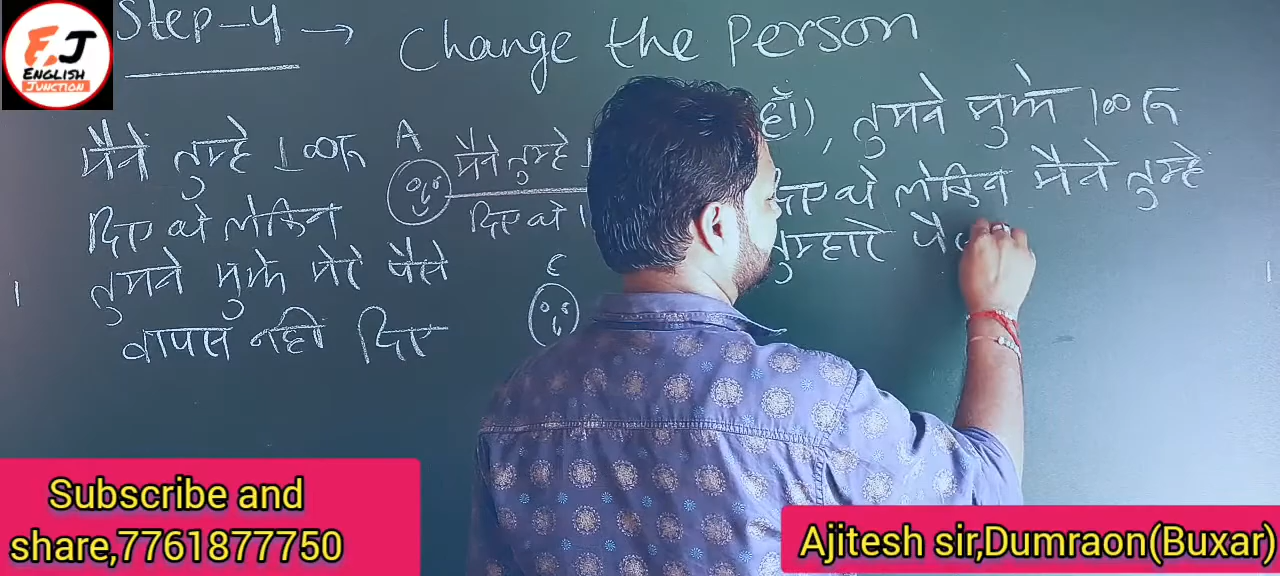 Step-4 → Change the Person
EJ
ENGLISH
JUNCTION
मैने तुम्हे 100रु
दिए थे लेकिन
तुमने मुझे मेरे पैसे
वापस नही दिए
A
मैने तुम्हे
दिए थे
C
हाँ), तुमने मुझे 100रु
दिए थे लेकिन मैने तुम्हे
तुम्हारे
Subscribe and
share,7761877750
Ajitesh sir,Dumraon(Buxar)